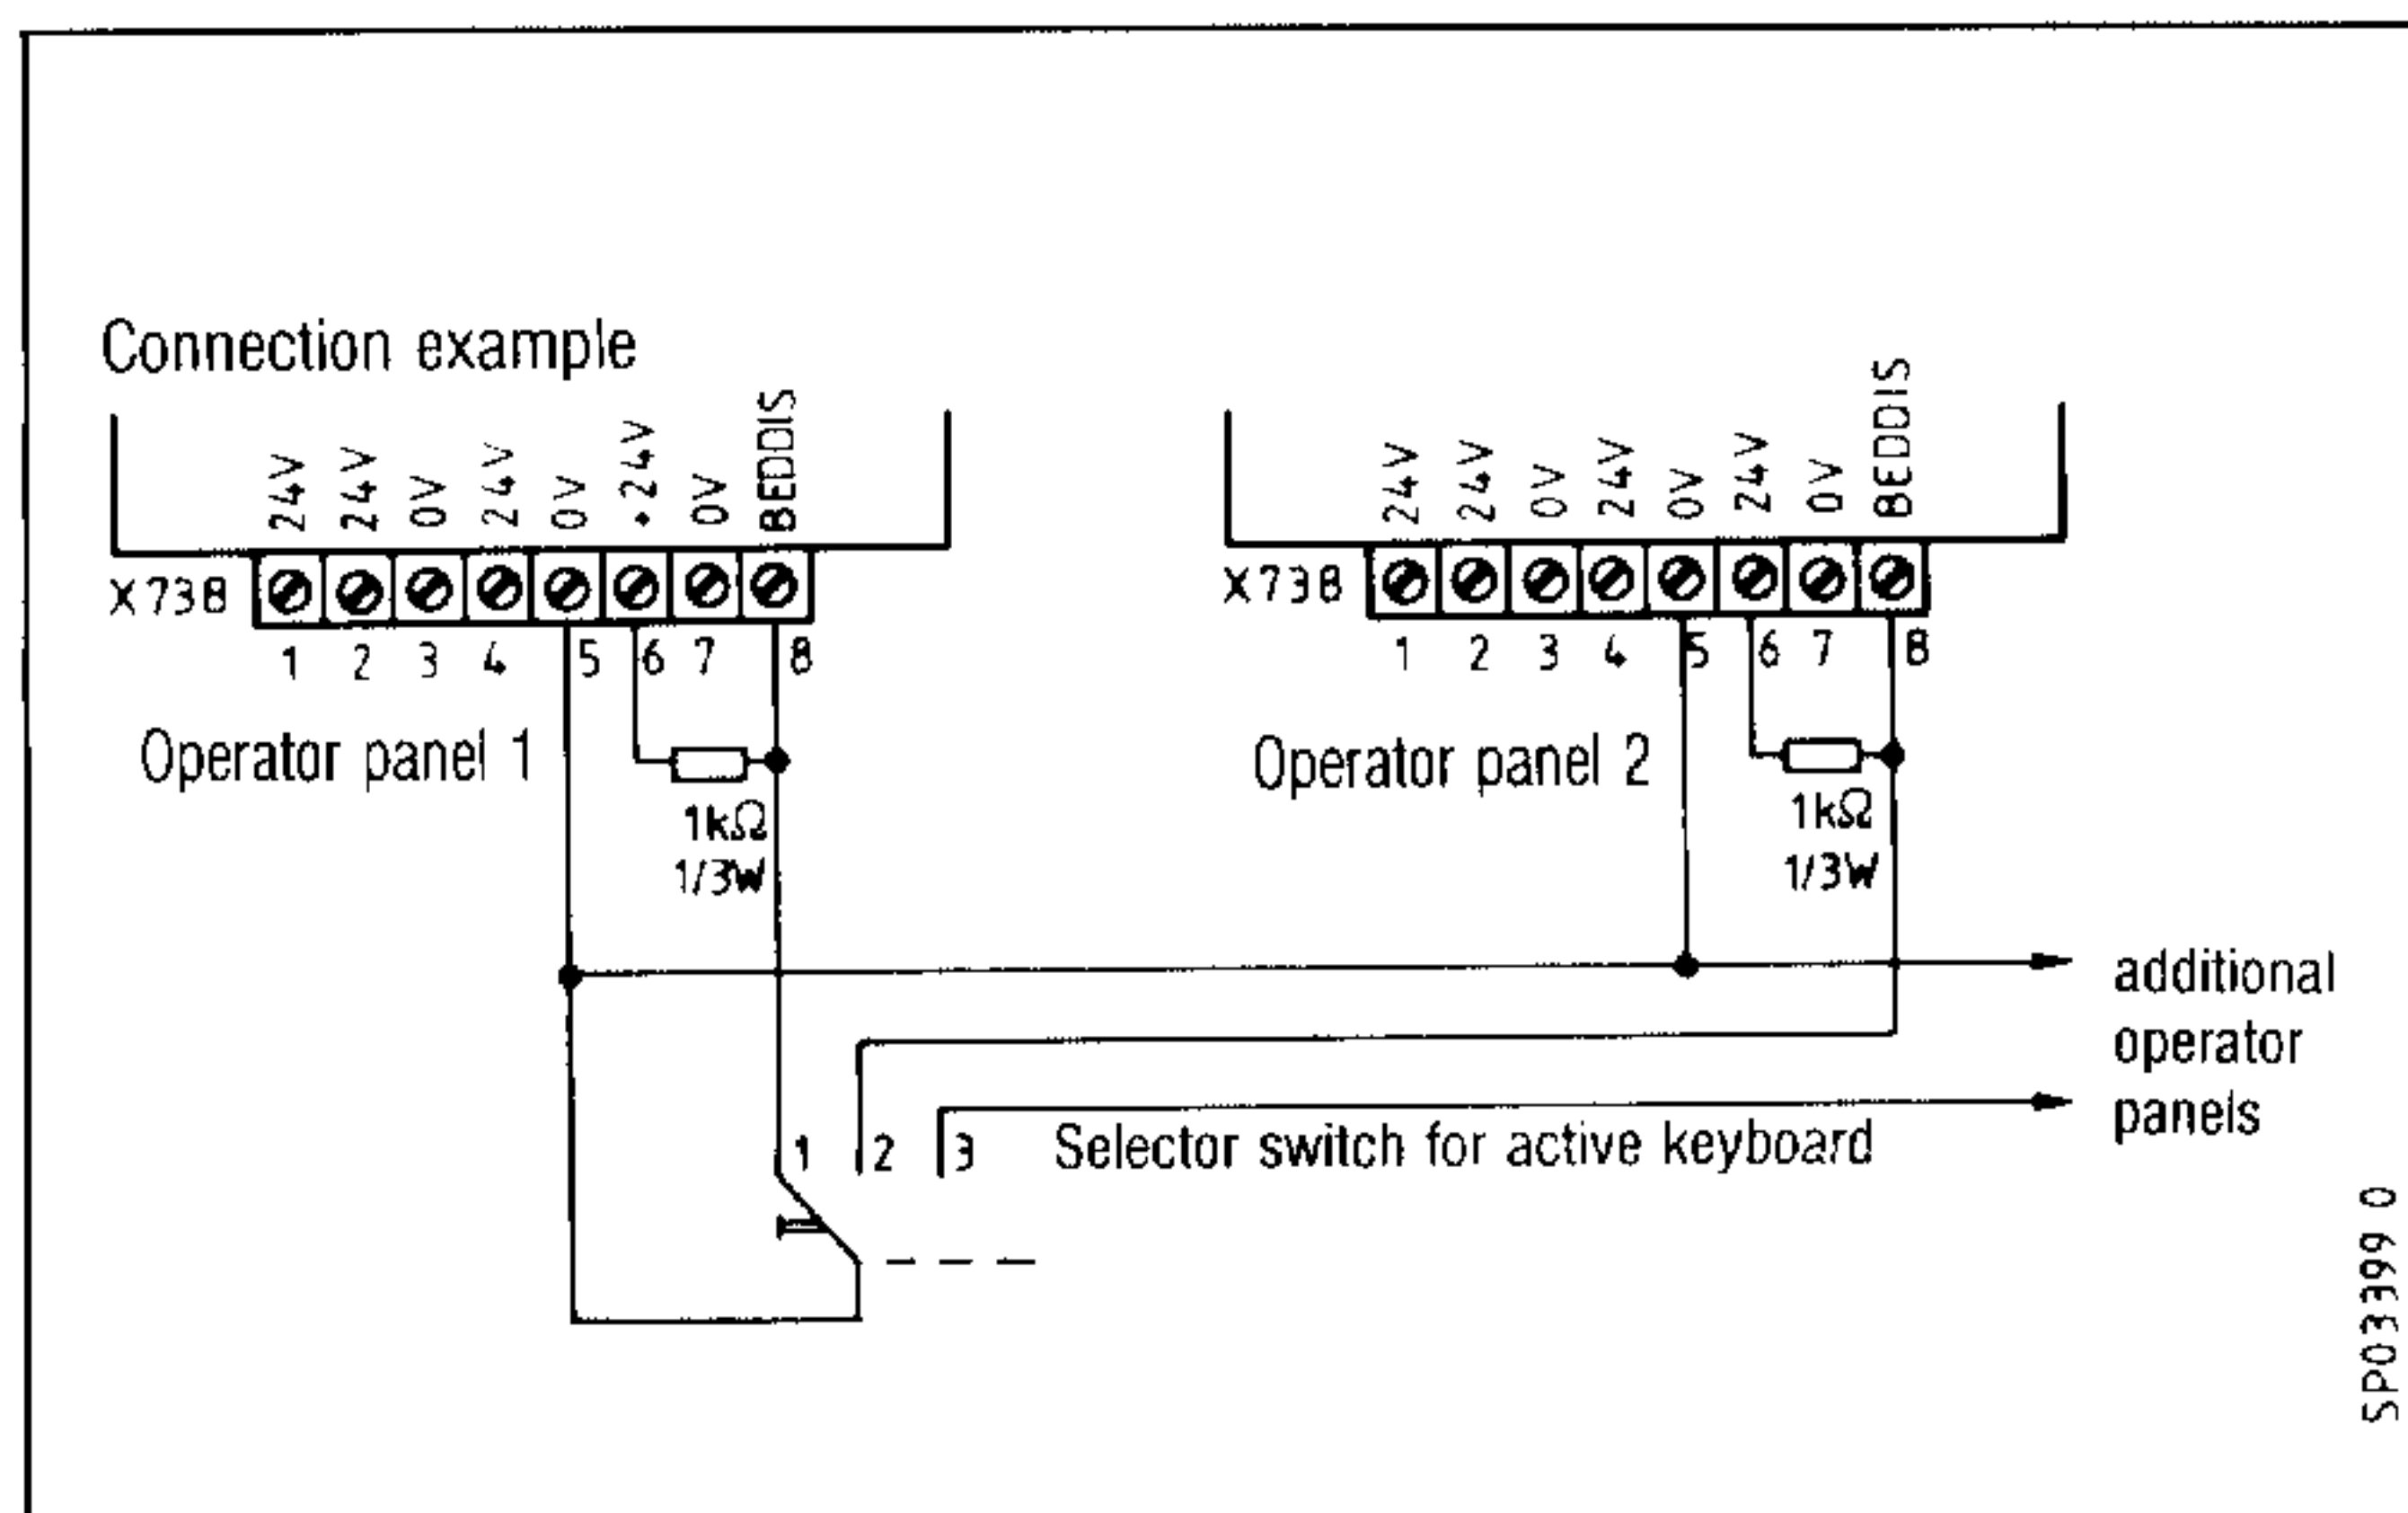 Connection example
24V 24V 0V 24V 0V +24V 0V BEDDIS
X738
1 2 3 4 5 6 7 8
Operator panel 1
1kΩ
1/3W
24V 24V 0V 24V 0V 24V 0V BEDDIS
X738
1 2 3 4 5 6 7 8
Operator panel 2
1kΩ
1/3W
additional
operator
panels
1 2 3 Selector switch for active keyboard
SP03399 0